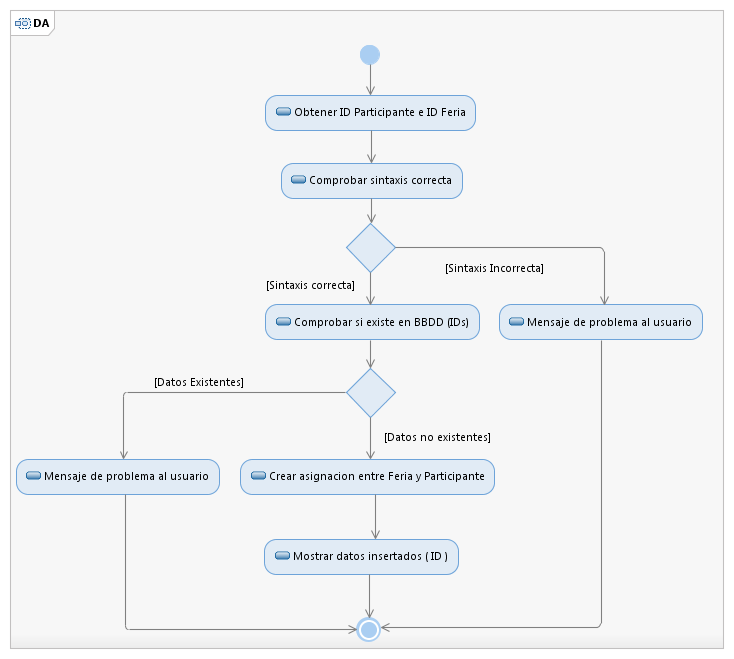 DA
Obtener ID Participante e ID Feria
Comprobar sintaxis correcta
[Sintaxis Incorrecta]
[Sintaxis correcta]
Comprobar si existe en BBDD (IDs)
Mensaje de problema al usuario
[Datos Existentes]
[Datos no existentes]
Mensaje de problema al usuario
Crear asignacion entre Feria y Participante
Mostrar datos insertados ( ID )